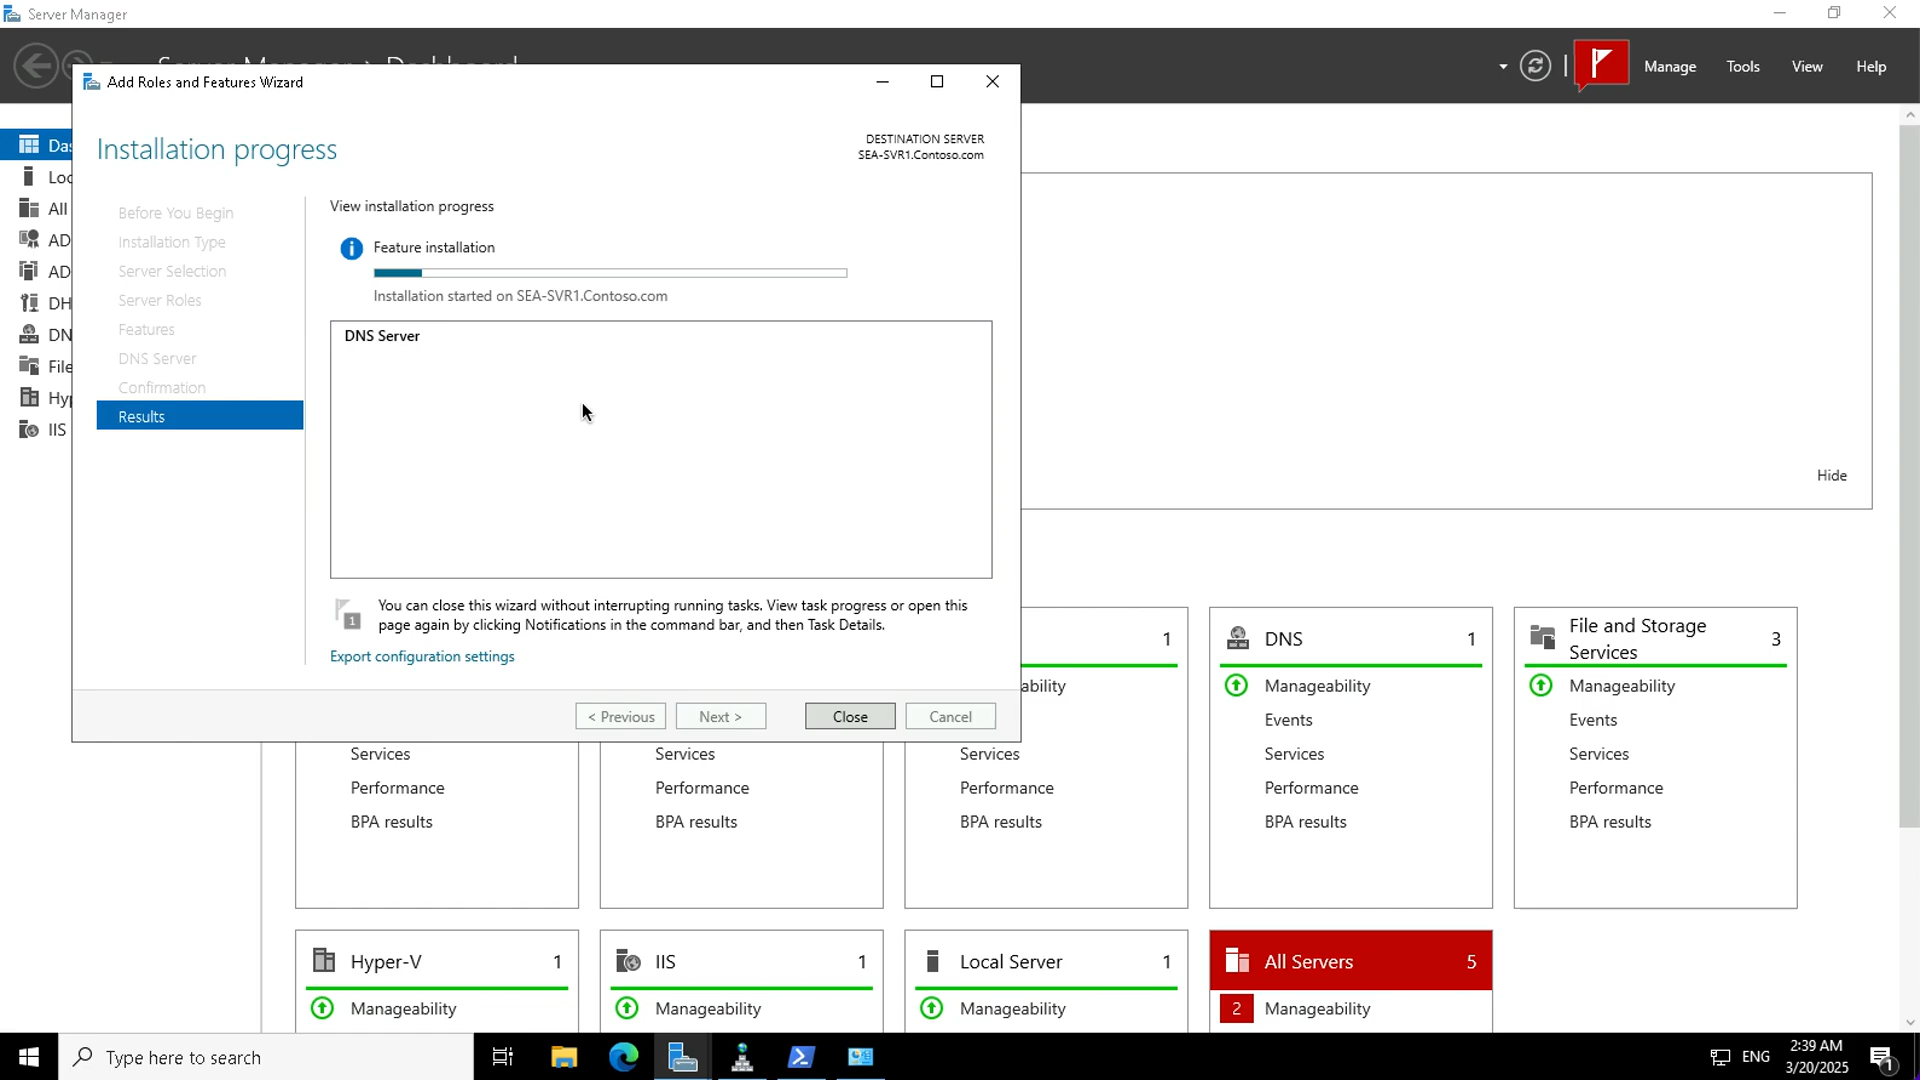 Server Manager
Manage
Tools
View
Help
Add Roles and Features Wizard
Installation progress
DESTINATION SERVER
SEA-SVR1.Contoso.com
Before You Begin
Installation Type
Server Selection
Server Roles
Features
DNS Server
Confirmation
Results
View installation progress
Feature installation
Installation started on SEA-SVR1.Contoso.com
DNS Server
1
You can close this wizard without interrupting running tasks. View task progress or open this
page again by clicking Notifications in the command bar, and then Task Details.
Export configuration settings
< Previous
Next >
Close
Cancel
All
AD
AD
IIS
Hide
1
Services
Performance
BPA results
Services
Performance
BPA results
Services
Performance
BPA results
DNS 1
Manageability
Events
Services
Performance
BPA results
File and Storage
Services
3
Manageability
Events
Services
Performance
BPA results
Hyper-V 1
Manageability
IIS 1
Manageability
Local Server 1
Manageability
All Servers 5
2 Manageability
Type here to search
ENG
2:39 AM
3/20/2025
1